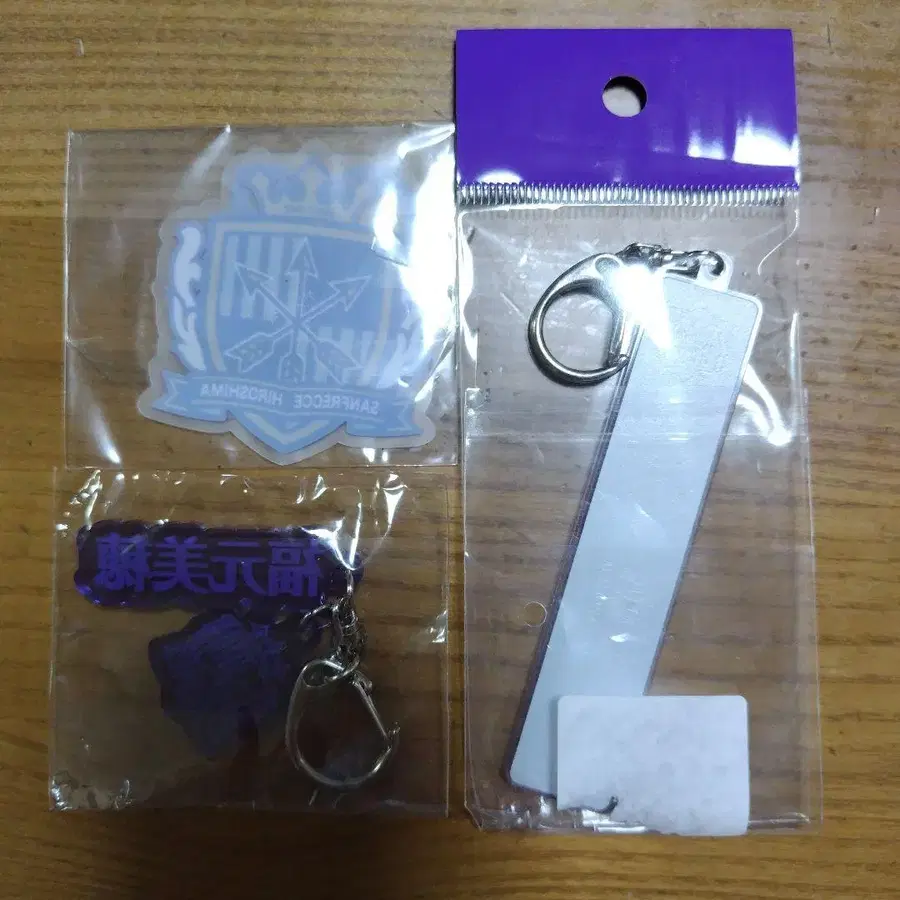 SANFRECCE HIROSHIMA
福元美穂